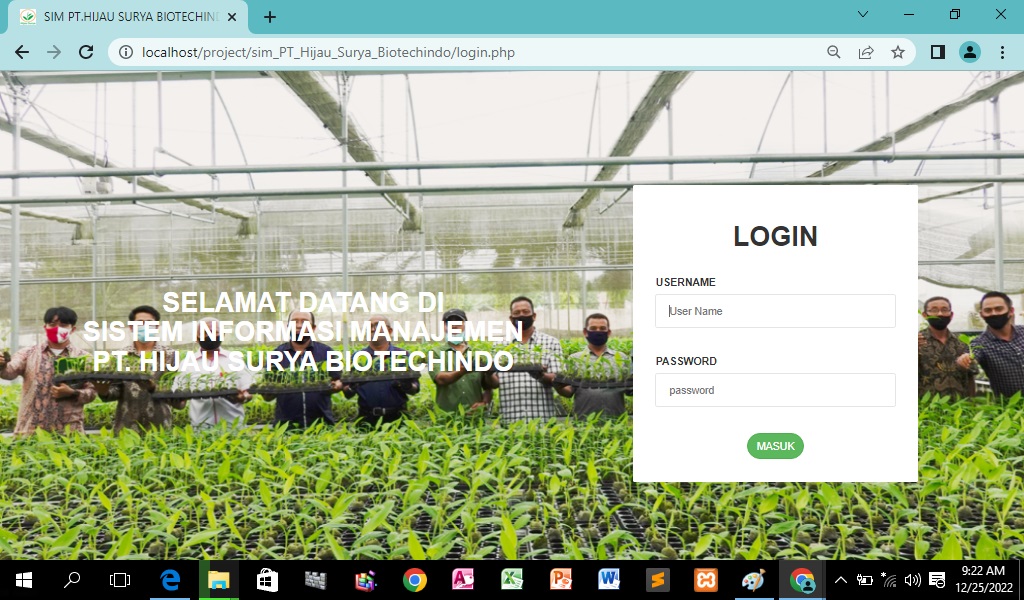 SIM PT.HIJAU SURYA BIOTECHIND
localhost/project/sim_PT_Hijau_Surya_Biotechindo/login.php
SELAMAT DATANG DI
SISTEM INFORMASI MANAJEMEN
PT. HIJAU SURYA BIOTECHINDO
LOGIN
USERNAME
User Name
PASSWORD
password
MASUK
9:22 AM
12/25/2022